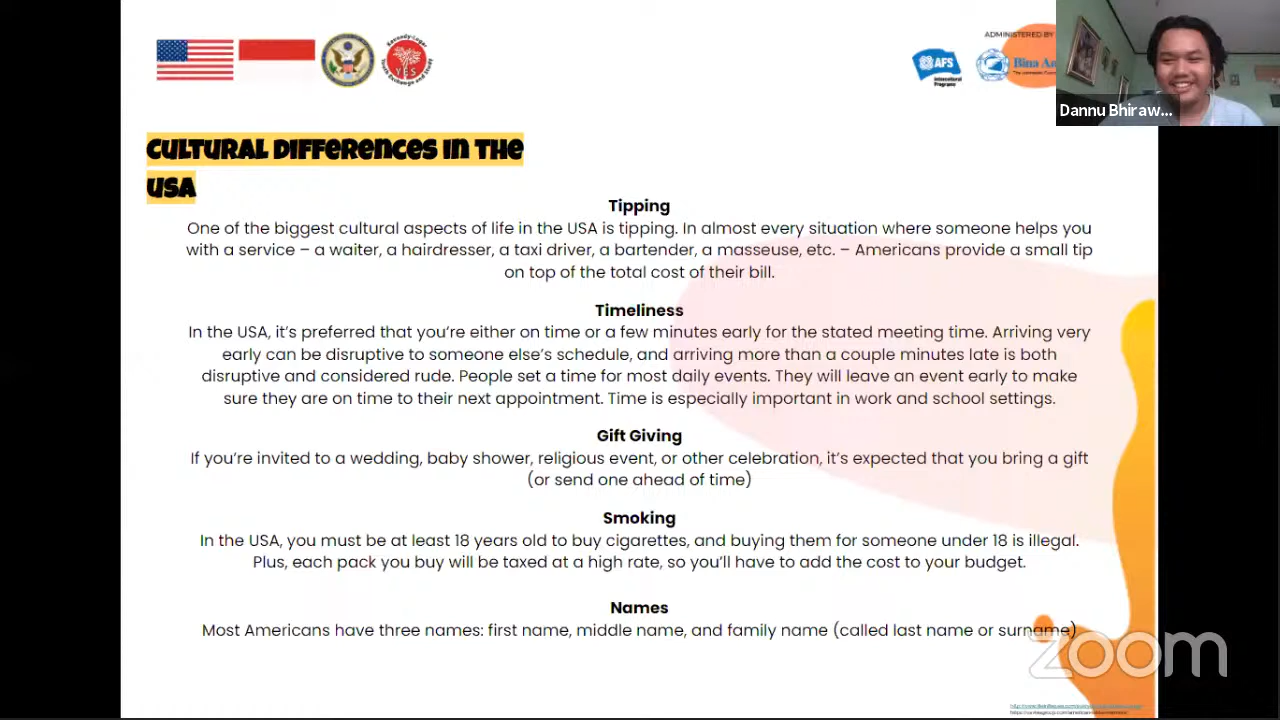 Kennedy-Lugar
YES
Youth Exchange and Study
ADMINISTERED BY
AFS
Intercultural
Programs
Bina
Dannu Bhiraw...
CULTURAL DIFFERENCES IN THE
USA
Tipping
One of the biggest cultural aspects of life in the USA is tipping. In almost every situation where someone helps you
with a service – a waiter, a hairdresser, a taxi driver, a bartender, a masseuse, etc. – Americans provide a small tip
on top of the total cost of their bill.
Timeliness
In the USA, it's preferred that you're either on time or a few minutes early for the stated meeting time. Arriving very
early can be disruptive to someone else's schedule, and arriving more than a couple minutes late is both
disruptive and considered rude. People set a time for most daily events. They will leave an event early to make
sure they are on time to their next appointment. Time is especially important in work and school settings.
Gift Giving
If you're invited to a wedding, baby shower, religious event, or other celebration, it's expected that you bring a gift
(or send one ahead of time)
Smoking
In the USA, you must be at least 18 years old to buy cigarettes, and buying them for someone under 18 is illegal.
Plus, each pack you buy will be taxed at a high rate, so you'll have to add the cost to your budget.
Names
Most Americans have three names: first name, middle name, and family name (called last name or surname)
zoom